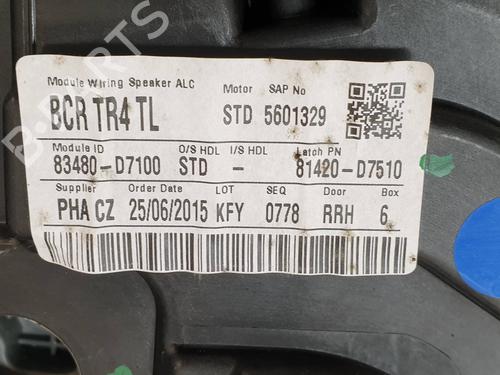 Module Wiring Speaker ALC Motor SAP No
BCR TR4 TL STD 5601329
Module ID O/S HDL I/S HDL Latch PN
83480-D7100 STD - 81420-D7510
Supplier Order Date LOT SEQ Door Box
PHA CZ 25/06/2015 KFY 0778 RRH 6
B-PARTS